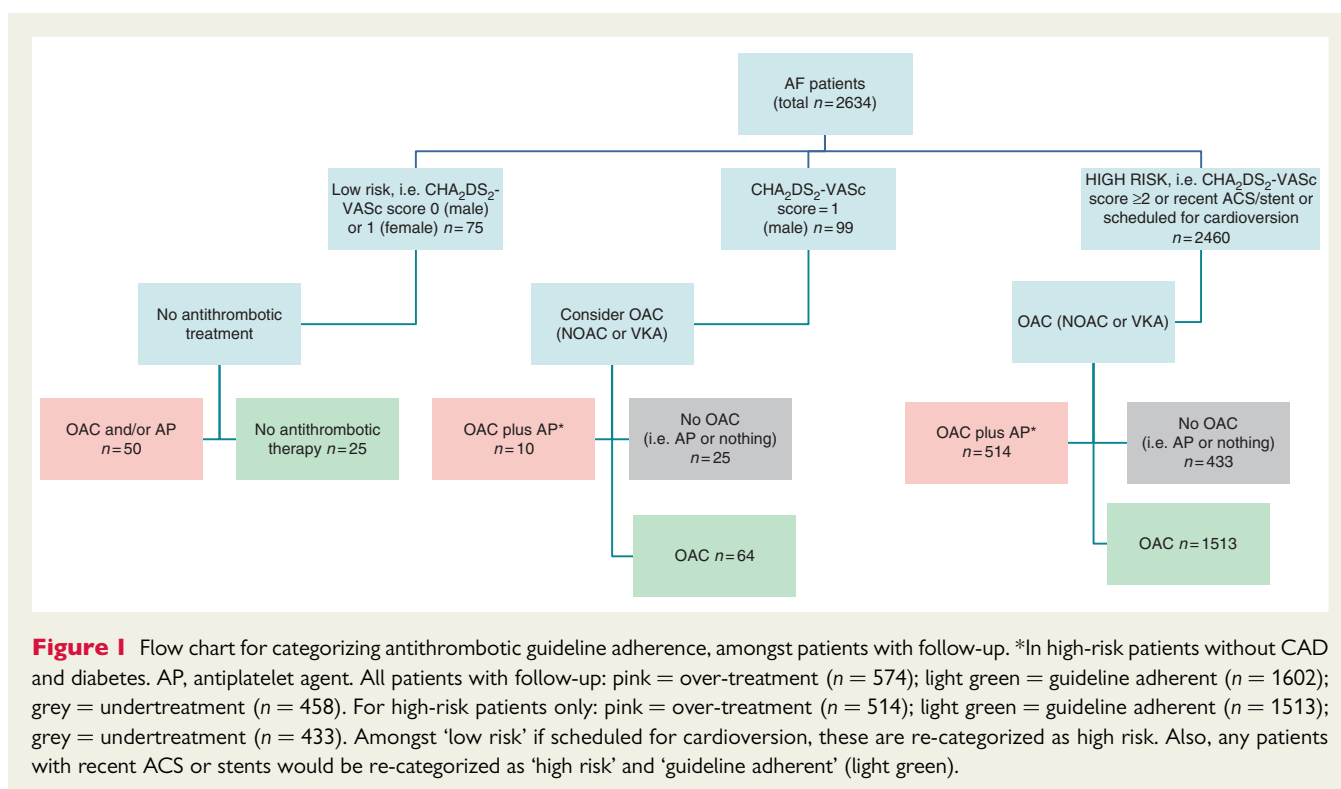 AF patients
(total n=2634)
Low risk, i.e. CHA₂DS₂-
VASc score 0 (male)
or 1 (female) n=75
CHA₂DS₂-VASc
score=1
(male) n=99
HIGH RISK, i.e. CHA₂DS₂-VASc
score ≥2 or recent ACS/stent or
scheduled for cardioversion
n=2460
No antithrombotic
treatment
Consider OAC
(NOAC or VKA)
OAC (NOAC or VKA)
OAC and/or AP
n=50
No antithrombotic
therapy n=25
OAC plus AP*
n=10
No OAC
(i.e. AP or nothing)
n=25
OAC plus AP*
n=514
No OAC
(i.e. AP or nothing)
n=433
OAC n=64
OAC n=1513
Figure 1 Flow chart for categorizing antithrombotic guideline adherence, amongst patients with follow-up. *In high-risk patients without CAD
and diabetes. AP, antiplatelet agent. All patients with follow-up: pink = over-treatment (n = 574); light green = guideline adherent (n = 1602);
grey = undertreatment (n = 458). For high-risk patients only: pink = over-treatment (n = 514); light green = guideline adherent (n = 1513);
grey = undertreatment (n = 433). Amongst ‘low risk’ if scheduled for cardioversion, these are re-categorized as high risk. Also, any patients
with recent ACS or stents would be re-categorized as ‘high risk’ and ‘guideline adherent’ (light green).